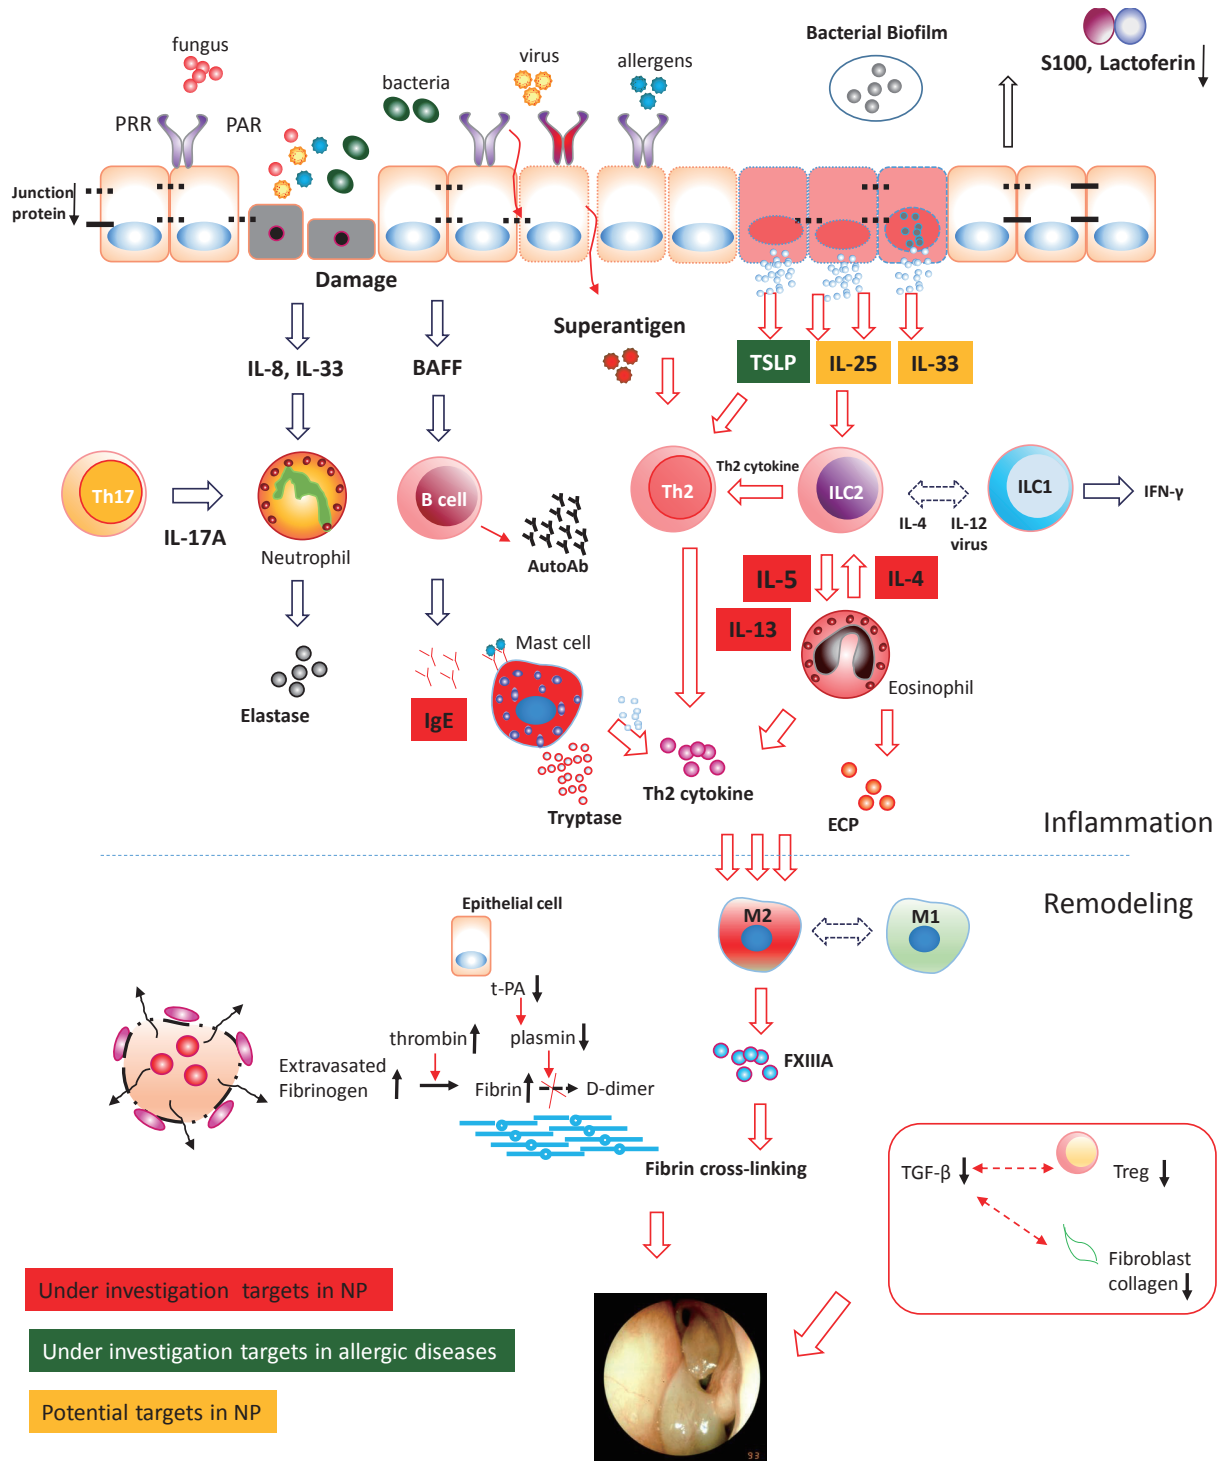 fungus
virus
allergens
bacteria
Bacterial Biofilm
S100, Lactoferin
PRR
PAR
Junction
protein
Damage
Superantigen
IL-8, IL-33
BAFF
TSLP
IL-25
IL-33
Th17
IL-17A
Neutrophil
B cell
AutoAb
Th2
Th2 cytokine
ILC2
IL-4
IL-12
virus
ILC1
IFN-γ
IL-5
IL-4
IL-13
Eosinophil
Elastase
IgE
Mast cell
Tryptase
Th2 cytokine
ECP
Inflammation
Remodeling
Epithelial cell
M2
M1
t-PA
thrombin
plasmin
Extravasated
Fibrinogen
Fibrin
D-dimer
FXIIIA
Fibrin cross-linking
TGF-β
Treg
Fibroblast
collagen
Under investigation targets in NP
Under investigation targets in allergic diseases
Potential targets in NP
93